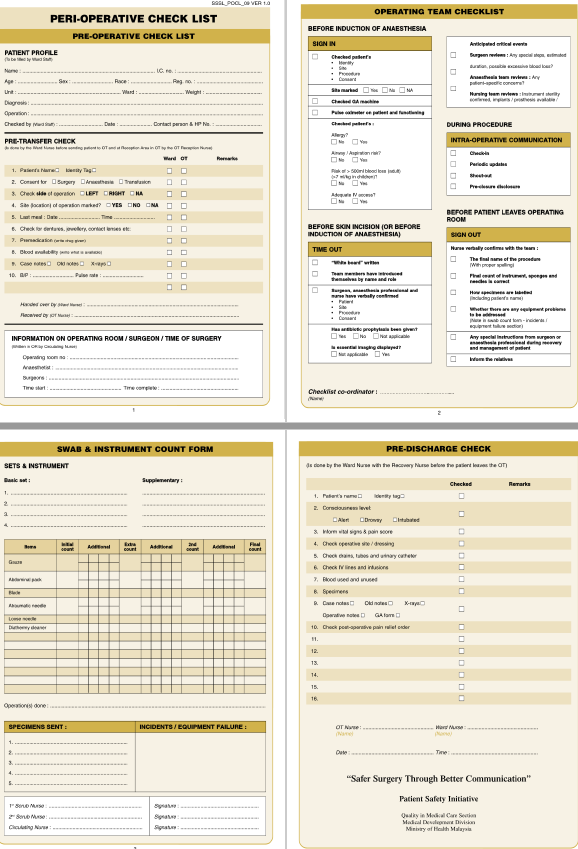 SSSL_POOL_09 VER 1.0
PERI-OPERATIVE CHECK LIST
PRE-OPERATIVE CHECK LIST
PATIENT PROFILE
(To be filled by Ward Staff)
Name : I.C. no. :
Age : Sex : Race : Reg. no. :
Unit : Ward : Weight :
Diagnosis :
Operation :
Checked by (Ward Staff) : Date : Contact person & HP No. :
PRE-TRANSFER CHECK
(Is done by the Ward Nurse before sending patient to OT and at Reception Area in OT by the OT Reception Nurse)
Ward OT Remarks
1. Patient's Name Identity Tag
2. Consent for Surgery Anaesthesia Transfusion
3. Check side of operation LEFT RIGHT NA
4. Site (location) of operation marked? YES NO NA
5. Last meal : Date Time
6. Check for dentures, jewellery, contact lenses etc.
7. Premedication (write drug given)
8. Blood availability (write what is available)
9. Case notes Old notes X-rays
10. B/P : Pulse rate :
Handed over by (Ward Nurse) :
Received by (OT Nurse) :
INFORMATION ON OPERATING ROOM / SURGEON / TIME OF SURGERY
(Written in OR by Circulating Nurse)
Operating room no :
Anaesthetist :
Surgeons :
Time start : Time complete :
1
OPERATING TEAM CHECKLIST
BEFORE INDUCTION OF ANAESTHESIA
SIGN IN
Checked patient's
• Identity
• Site
• Procedure
• Consent
Site marked Yes No NA
Checked GA machine
Pulse oximeter on patient and functioning
Checked patient's :
Allergy?
No Yes
Airway / Aspiration risk?
No Yes
Risk of > 500ml blood loss in adults
(>7 ml/kg in children)?
No Yes
Adequate IV access?
No Yes
BEFORE SKIN INCISION (OR BEFORE
INDUCTION OF ANAESTHESIA)
TIME OUT
"White board" written
Team members have introduced
themselves by name and role
Surgeon, anaesthesia professional and
nurse have verbally confirmed
• Patient
• Site
• Procedure
• Consent
Has antibiotic prophylaxis been given?
Yes No Not applicable
Is essential imaging displayed?
Not applicable Yes
Checklist co-ordinator :
(Name)
Anticipated critical events
Surgeon reviews : Any special steps, estimated
duration, possible excessive blood loss?
Anaesthesia team reviews : Any
patient-specific concerns?
Nursing team reviews : Instrument sterility
confirmed, implants / prosthesis available /
DURING PROCEDURE
INTRA-OPERATIVE COMMUNICATION
Check-in
Periodic updates
Shout-out
Pre-closure disclosure
BEFORE PATIENT LEAVES OPERATING
ROOM
SIGN OUT
Nurse verbally confirms with the team :
The final name of the procedure
(With proper spelling)
Final count of instrument, sponges and
needles is correct
How specimens are labelled
(Including patient's name)
Whether there are any equipment problems
to be addressed
(Note in swab count form - incidents /
equipment failure section)
Any special instructions from surgeon or
anaesthesia professional during recovery
and management of patient
Inform the relatives
2
SWAB & INSTRUMENT COUNT FORM
SETS & INSTRUMENT
Basic set : Supplementary :
1.
2.
3.
4.
Items Initial count Additional Extra count Additional 2nd count Additional Final count
Gauze
Abdominal pack
Blade
Atraumatic needle
Loose needle
Diathermy cleaner
Operation(s) done :
SPECIMENS SENT : INCIDENTS / EQUIPMENT FAILURE :
1.
2.
3.
4.
5.
1st Scrub Nurse : Signature :
2nd Scrub Nurse : Signature :
Circulating Nurse : Signature :
PRE-DISCHARGE CHECK
(Is done by the Ward Nurse with the Recovery Nurse before the patient leaves the OT)
Checked Remarks
1. Patient's name Identity tag
2. Consciousness level:
Alert Drowsy Intubated
3. Inform vital signs & pain score
4. Check operative site / dressing
5. Check drains, tubes and urinary catheter
6. Check IV lines and infusions
7. Blood used and unused
8. Specimens
9. Case notes Old notes X-rays
Operative notes GA form
10. Check post-operative pain relief order
11.
12.
13.
14.
15.
16.
OT Nurse : Ward Nurse :
(Name) (Name)
Date : Time :
"Safer Surgery Through Better Communication"
Patient Safety Initiative
Quality in Medical Care Section
Medical Development Division
Ministry of Health Malaysia